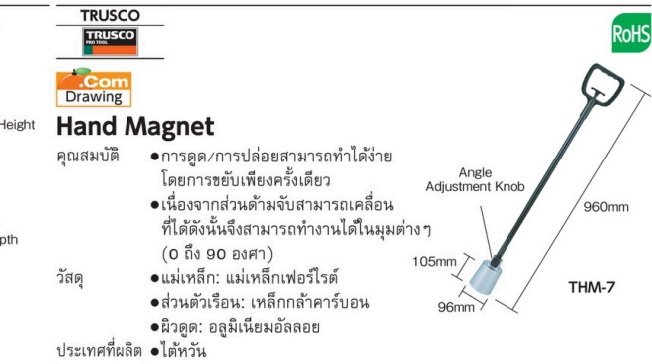 TRUSCO
TRUSCO
PRO TOOL
RoHS
.Com
Drawing
Height
Hand Magnet
คุณสมบัติ ●การดูด/การปล่อยสามารถทำได้ง่าย
โดยการขยับเพียงครั้งเดียว
●เนื่องจากส่วนด้ามจับสามารถเคลื่อน
ที่ได้ดังนั้นจึงสามารถทำงานได้ในมุมต่างๆ
(0 ถึง 90 องศา)
pth
วัสดุ ●แม่เหล็ก: แม่เหล็กเฟอร์ไรต์
●ส่วนตัวเรือน: เหล็กกล้าคาร์บอน
●ผิวดูด: อลูมิเนียมอัลลอย
ประเทศที่ผลิต ●ไต้หวัน
Angle
Adjustment Knob
960mm
105mm
96mm
THM-7